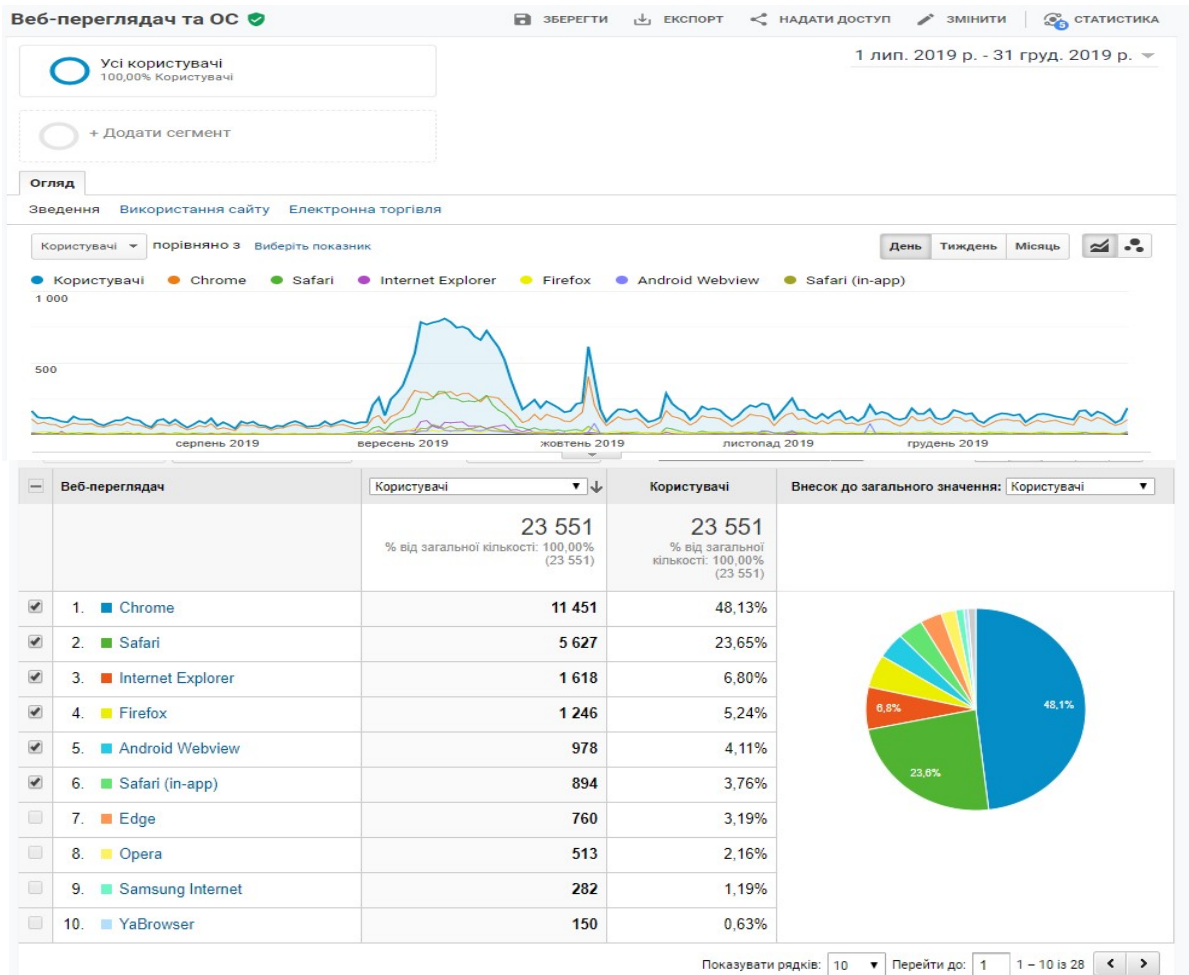 Веб-переглядач та ОС
ЗБЕРЕГТИ ЕКСПОРТ НАДАТИ ДОСТУП ЗМІНИТИ 5 СТАТИСТИКА
Усі користувачі
100,00% Користувачі
1 лип. 2019 р. - 31 груд. 2019 р.
+ Додати сегмент
Огляд
Зведення Використання сайту Електронна торгівля
Користувачі порівняно з Виберіть показник
День Тиждень Місяць
Користувачі Chrome Safari Internet Explorer Firefox Android Webview Safari (in-app)
1 000
500
серпень 2019 вересень 2019 жовтень 2019 листопад 2019 грудень 2019
Веб-переглядач Користувачі Користувачі Внесок до загального значення: Користувачі
23 551 23 551
% від загальної кількості: 100,00% (23 551)
% від загальної кількості: 100,00% (23 551)
1. Chrome 11 451 48,13%
2. Safari 5 627 23,65%
3. Internet Explorer 1 618 6,80%
4. Firefox 1 246 5,24%
5. Android Webview 978 4,11%
6. Safari (in-app) 894 3,76%
7. Edge 760 3,19%
8. Opera 513 2,16%
9. Samsung Internet 282 1,19%
10. YaBrowser 150 0,63%
48,1%
6,8%
23,6%
Показувати рядків: 10 Перейти до: 1 1 – 10 із 28